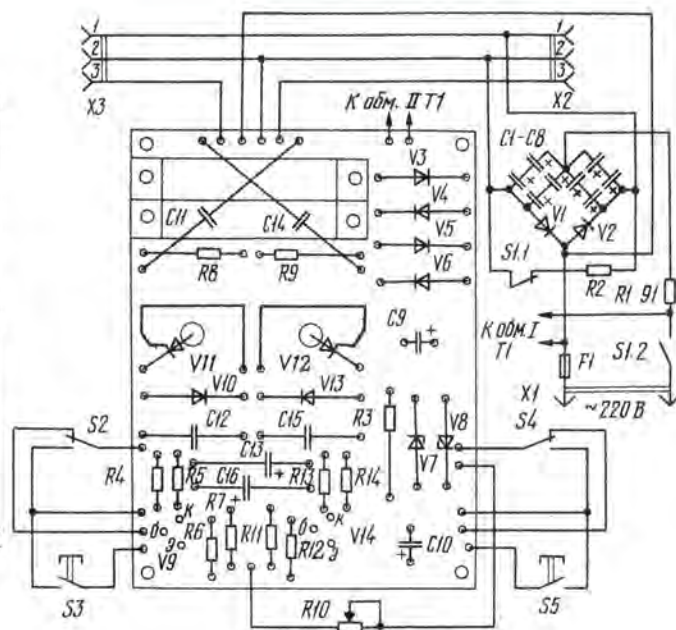 1
2
3
X3
1
2
3
X2
К обм. II Т1
C1-C8
V3
V4
V5
V6
V1
V2
C11
C14
S1.1
R2
R1 91
R8
R9
C9
+
К обм. I
Т1
S1.2
F1
V11
V12
X1
~220 В
V10
V13
R3
V8
S2
C12
C15
S4
C13
V7
R4
R5
C16
+
R13
R14
R7
+
К
К
R6
R11
R12
б
Э
V9
б
Э
V14
+
C10
S3
R10
S5